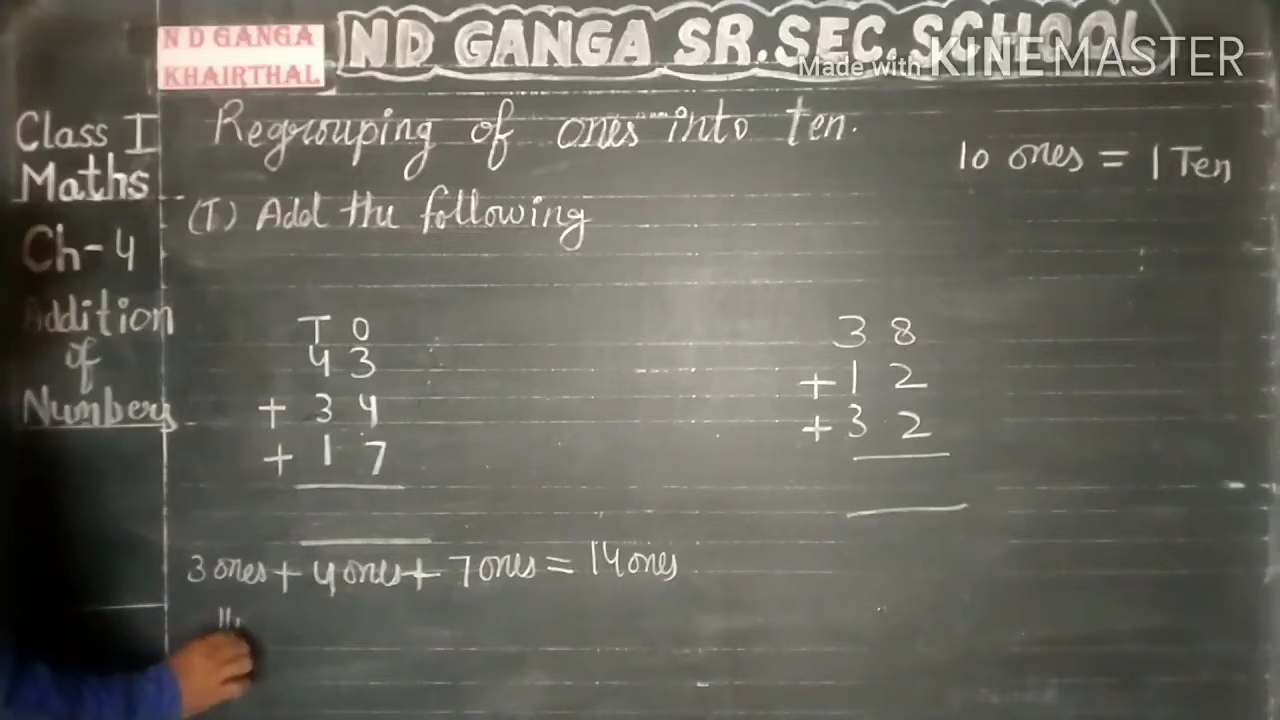 N D GANGA
KHAIRTHAL
ND GANGA SR.SEC.SCHOOL
Made with KINEMASTER
Class I
Maths
Ch-4
Addition
of
Numbers
Regrouping of ones into ten.
10 ones = 1 Ten
(I) Add the following
T O
4 3
+ 3 4
+ 1 7
3 8
+ 1 2
+ 3 2
3 ones + 4 ones + 7 ones = 14 ones